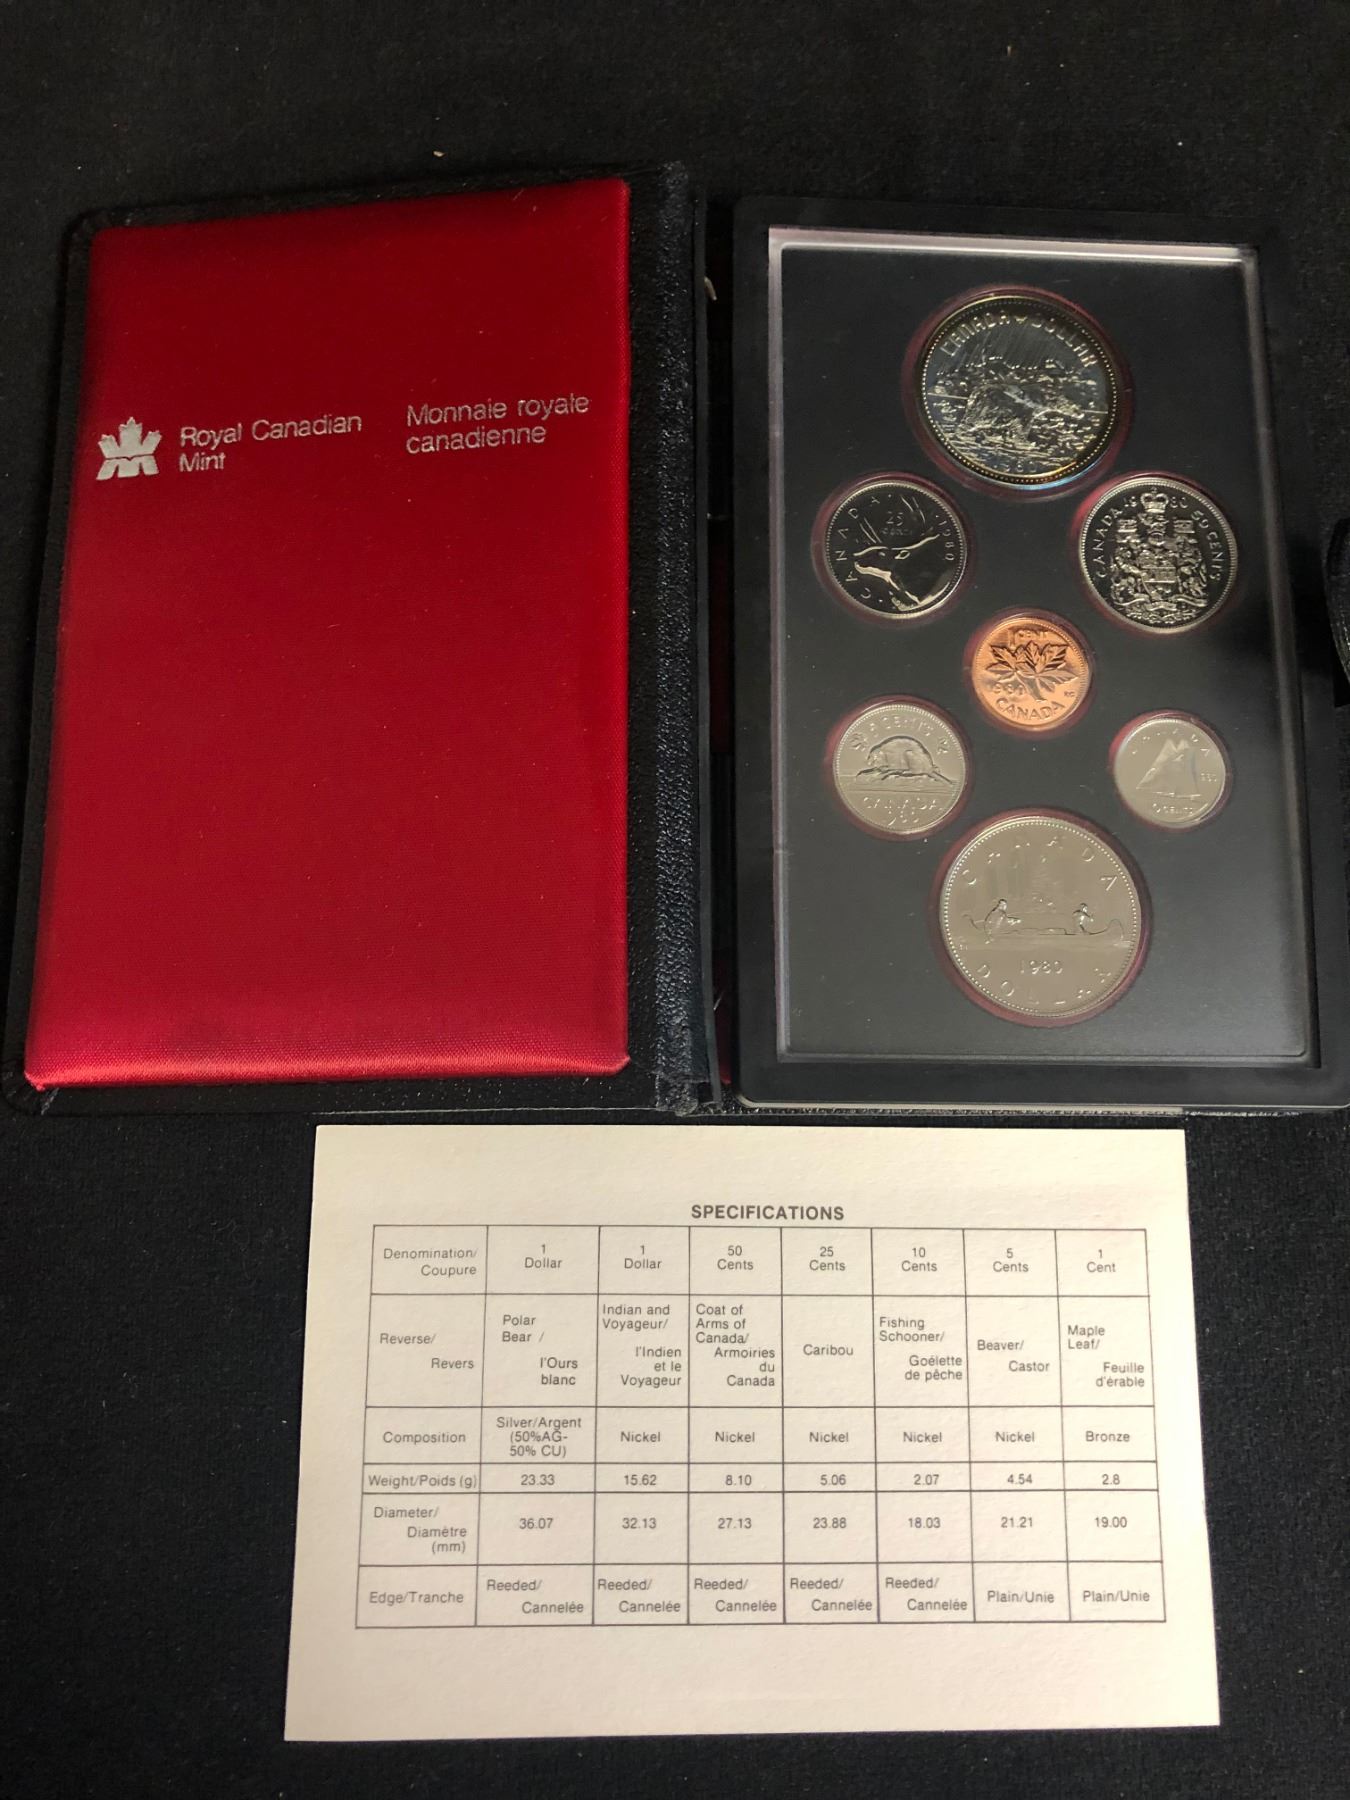 Royal Canadian
Mint
Monnaie royale
canadienne
CANADA DOLLAR
1980
CANADA 1980
25
cents
CANADA 1980 50 CENTS
1 CENT
1980
CANADA
5 CENTS
CANADA
1980
CANADA
10 CENTS
CANADA
1980
DOLLAR
SPECIFICATIONS
Denomination/ Coupure
1 Dollar
1 Dollar
50 Cents
25 Cents
10 Cents
5 Cents
1 Cent
Reverse/ Revers
Polar Bear / l'Ours blanc
Indian and Voyageur/ l'Indien et le Voyageur
Coat of Arms of Canada/ Armoiries du Canada
Caribou
Fishing Schooner/ Goélette de pêche
Beaver/ Castor
Maple Leaf/ Feuille d'érable
Composition
Silver/Argent (50%AG- 50% CU)
Nickel
Nickel
Nickel
Nickel
Nickel
Bronze
Weight/Poids (g)
23.33
15.62
8.10
5.06
2.07
4.54
2.8
Diameter/ Diamètre (mm)
36.07
32.13
27.13
23.88
18.03
21.21
19.00
Edge/Tranche
Reeded/ Cannelée
Reeded/ Cannelée
Reeded/ Cannelée
Reeded/ Cannelée
Reeded/ Cannelée
Plain/Unie
Plain/Unie